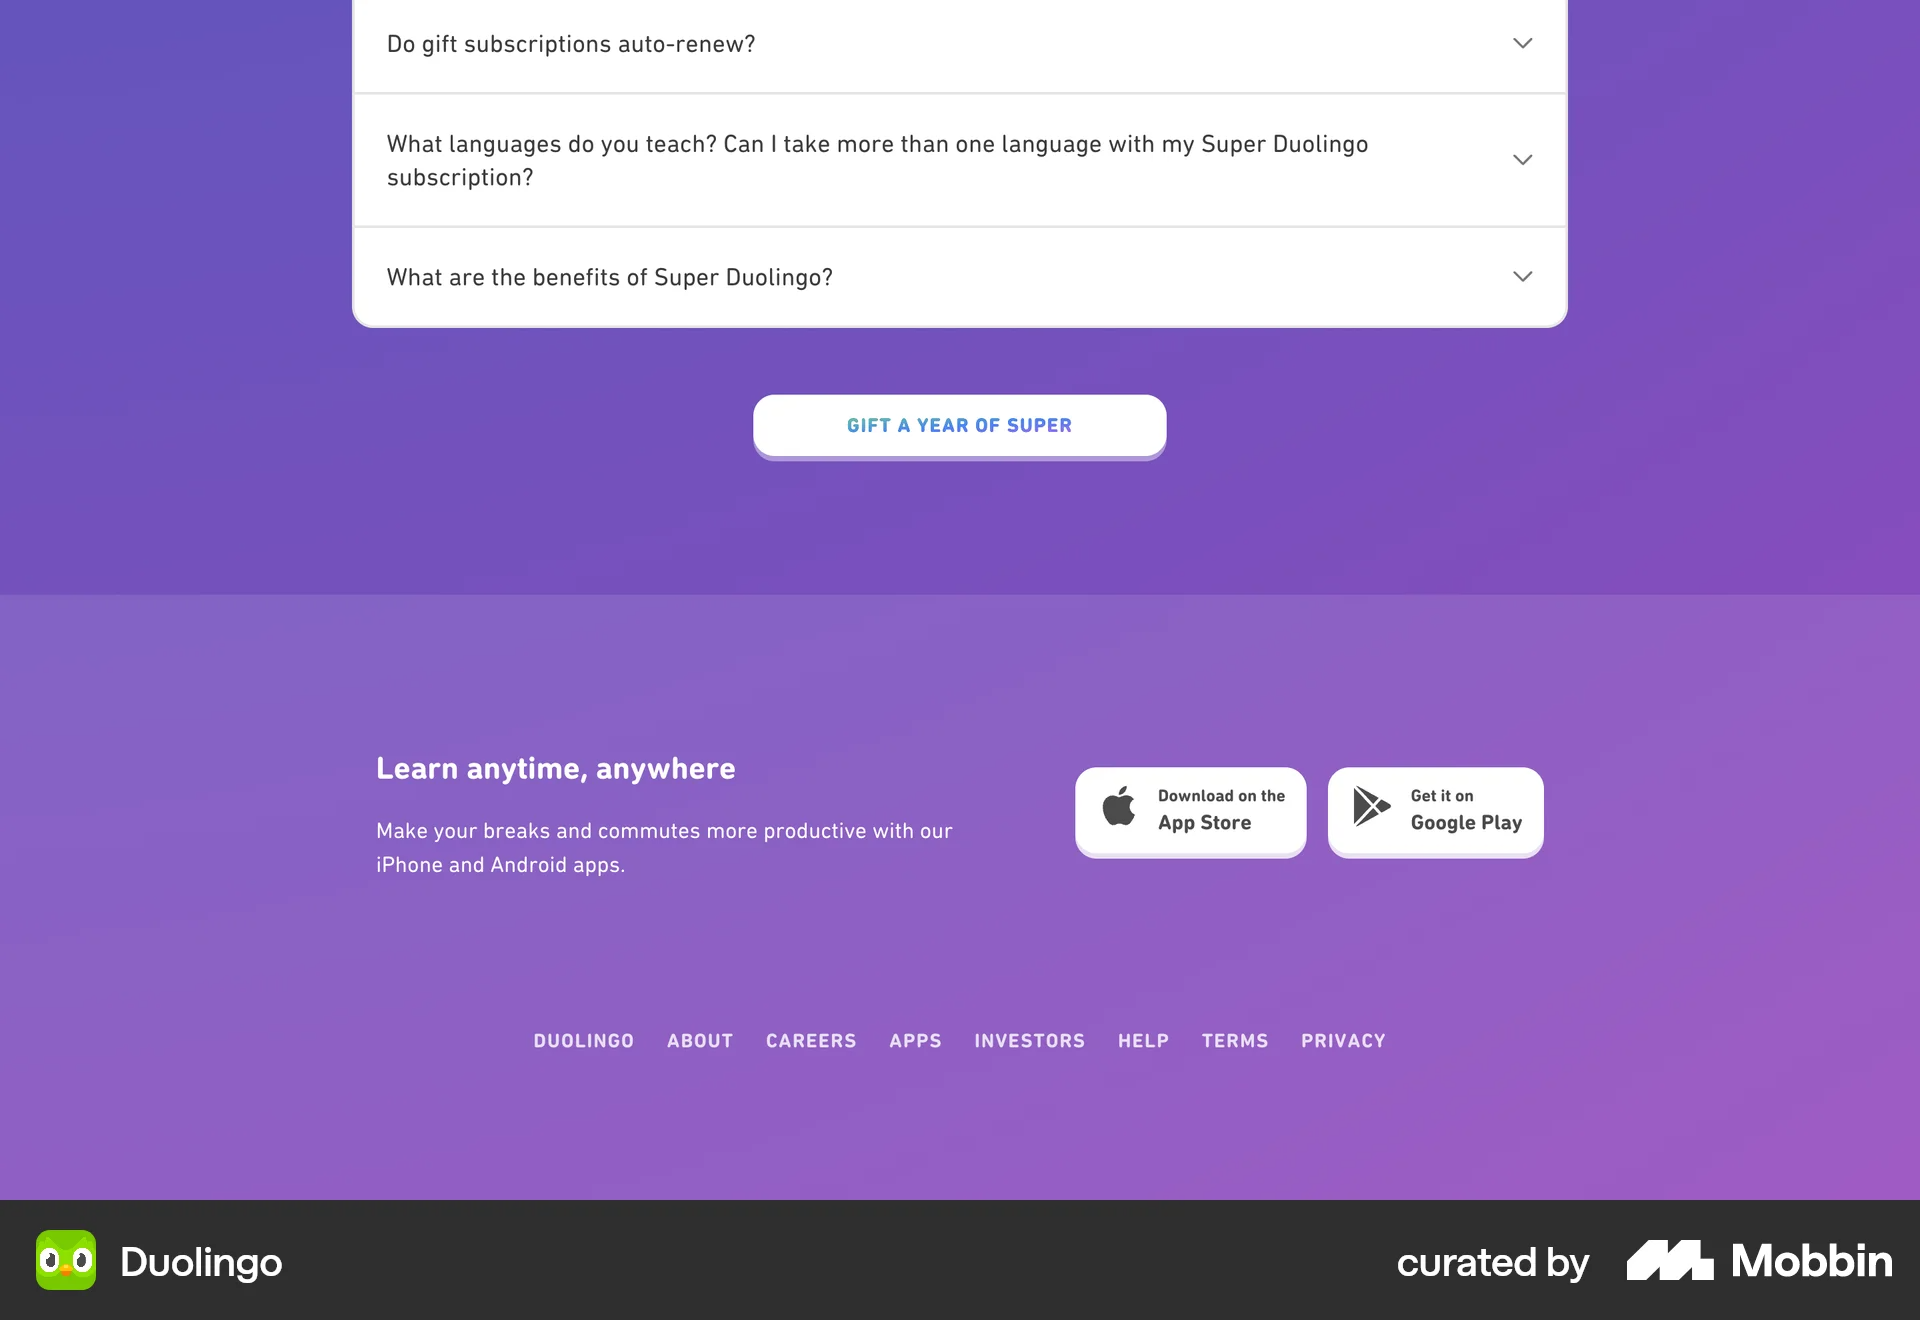 Do gift subscriptions auto-renew?
What languages do you teach? Can I take more than one language with my Super Duolingo
subscription?
What are the benefits of Super Duolingo?
GIFT A YEAR OF SUPER
Learn anytime, anywhere
Make your breaks and commutes more productive with our
iPhone and Android apps.
Download on the
App Store
Get it on
Google Play
DUOLINGO ABOUT CAREERS APPS INVESTORS HELP TERMS PRIVACY
Duolingo
curated by Mobbin